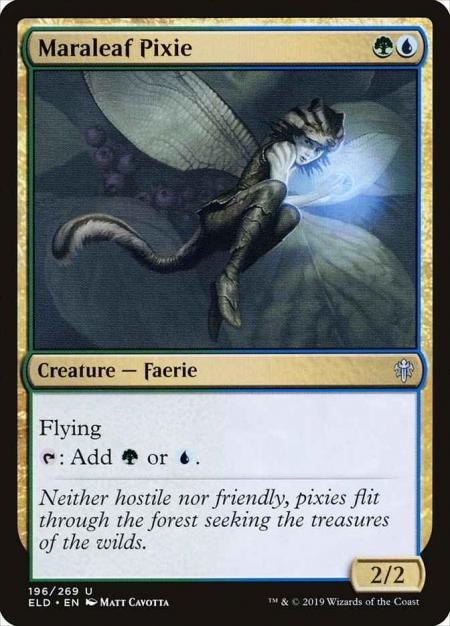 Maraleaf Pixie
Creature — Faerie
Flying
: Add or .
Neither hostile nor friendly, pixies flit
through the forest seeking the treasures
of the wilds.
2/2
196/269 U
ELD • EN Matt Cavotta
™ & © 2019 Wizards of the Coast